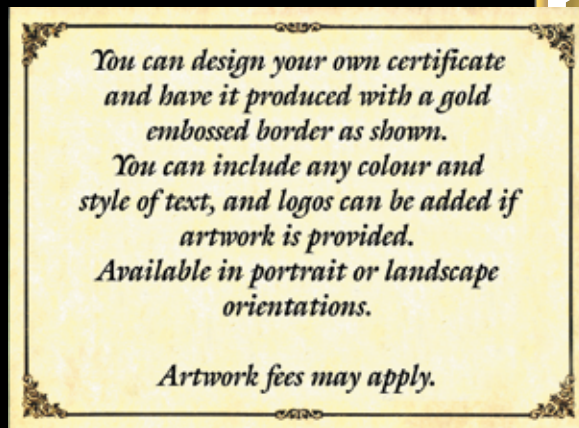 You can design your own certificate
and have it produced with a gold
embossed border as shown.
You can include any colour and
style of text, and logos can be added if
artwork is provided.
Available in portrait or landscape
orientations.
Artwork fees may apply.